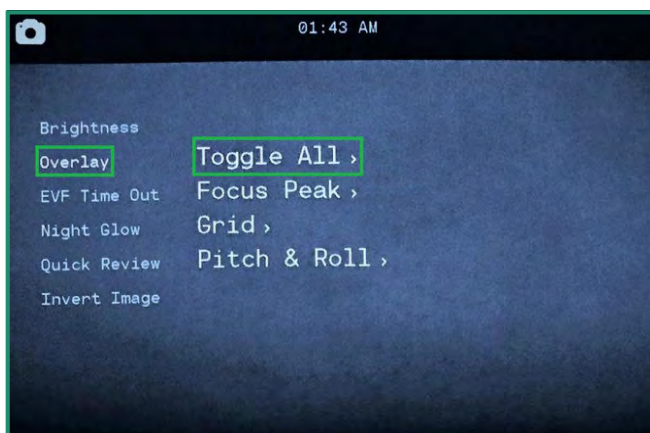 01:43 AM
Brightness
Overlay
EVF Time Out
Night Glow
Quick Review
Invert Image
Toggle All ›
Focus Peak ›
Grid ›
Pitch & Roll ›